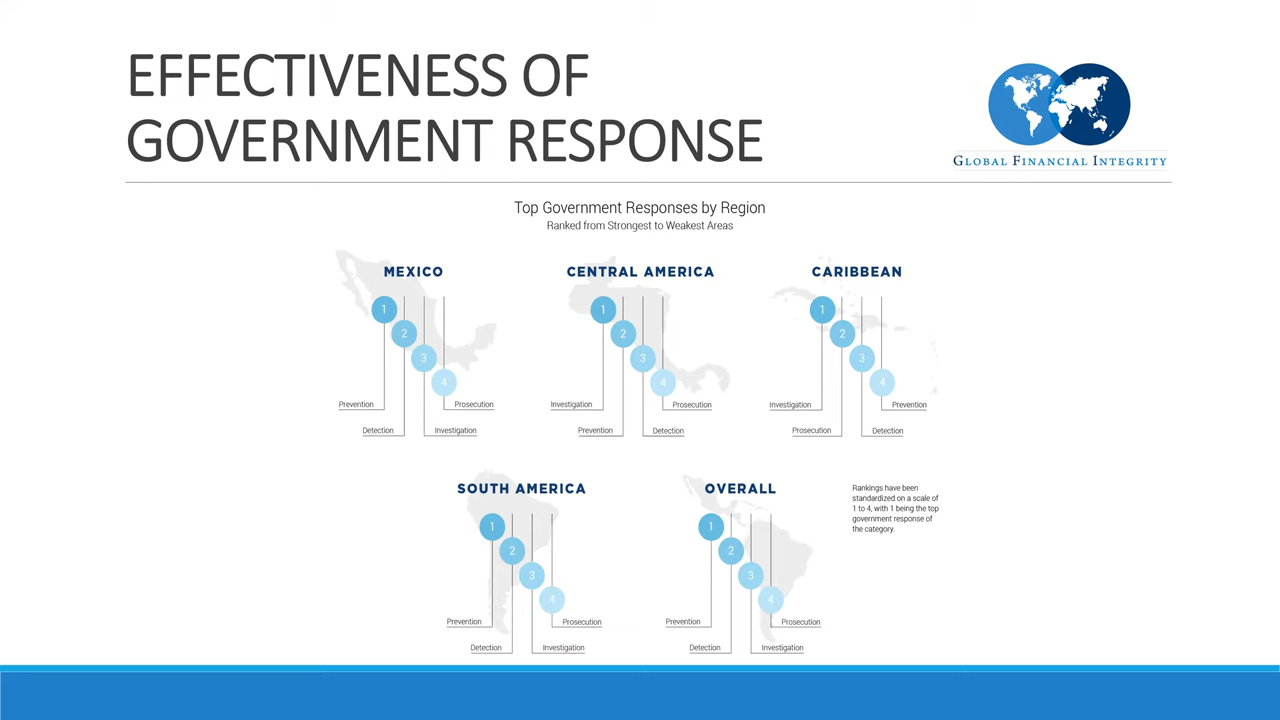 EFFECTIVENESS OF
GOVERNMENT RESPONSE
GLOBAL FINANCIAL INTEGRITY
Top Government Responses by Region
Ranked from Strongest to Weakest Areas
MEXICO
1
2
3
4
Prevention
Prosecution
Detection
Investigation
CENTRAL AMERICA
1
2
3
4
Investigation
Prosecution
Prevention
Detection
CARIBBEAN
1
2
3
4
Investigation
Prevention
Prosecution
Detection
SOUTH AMERICA
1
2
3
4
Prevention
Prosecution
Detection
Investigation
OVERALL
1
2
3
4
Prevention
Prosecution
Detection
Investigation
Rankings have been
standardized on a scale of
1 to 4, with 1 being the top
government response of
the category.